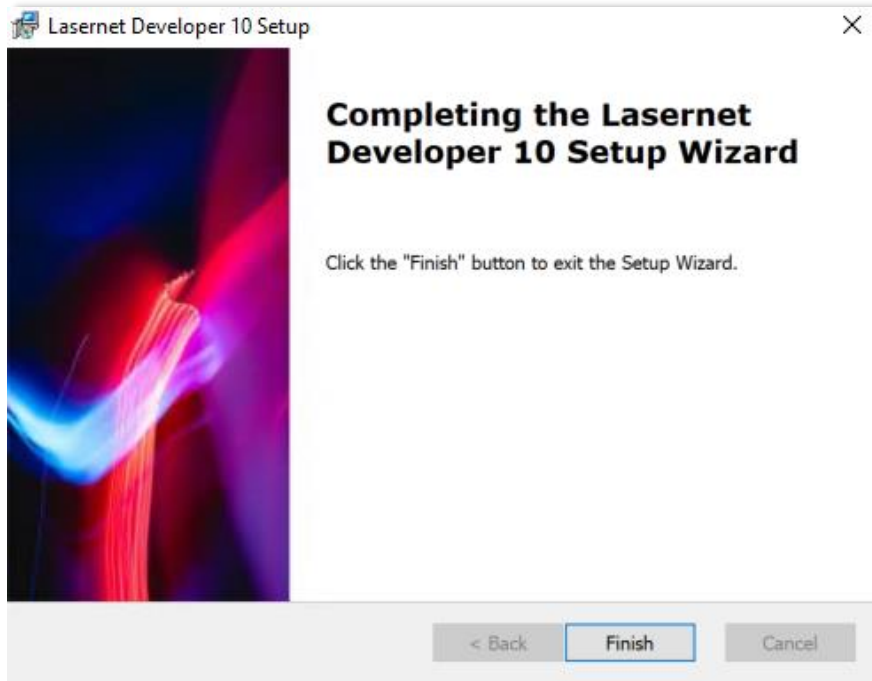 Lasernet Developer 10 Setup
Completing the Lasernet
Developer 10 Setup Wizard
Click the "Finish" button to exit the Setup Wizard.
< Back Finish Cancel